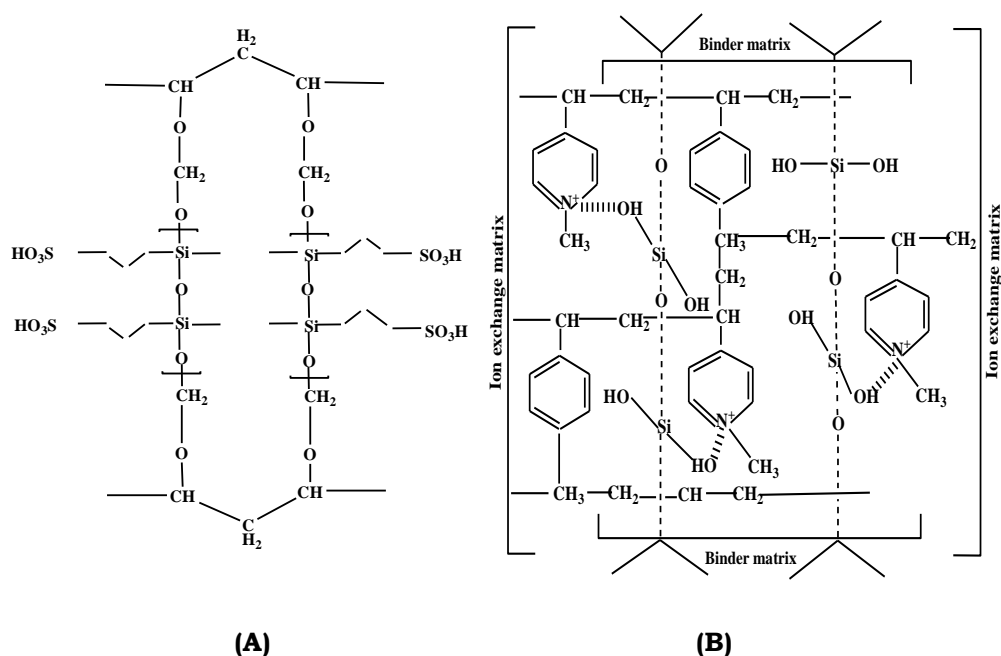 H₂
C
CH CH
O O
CH₂ H₂C
O O
HO₃S Si Si SO₃H
O O
HO₃S Si Si SO₃H
O O
CH₂ H₂C
O O
CH CH
C
H₂
(A)
Ion exchange matrix
Binder matrix
CH CH₂ CH CH₂
O HO Si OH
N⁺ OH
CH₃ Si CH₃ CH₂ CH CH₂
CH₂ O
O OH
CH CH₂ CH OH N⁺
Si
HO OH CH₃
Si N⁺ O
HO CH₃
CH₃ CH₂ CH CH₂
Binder matrix
Ion exchange matrix
(B)